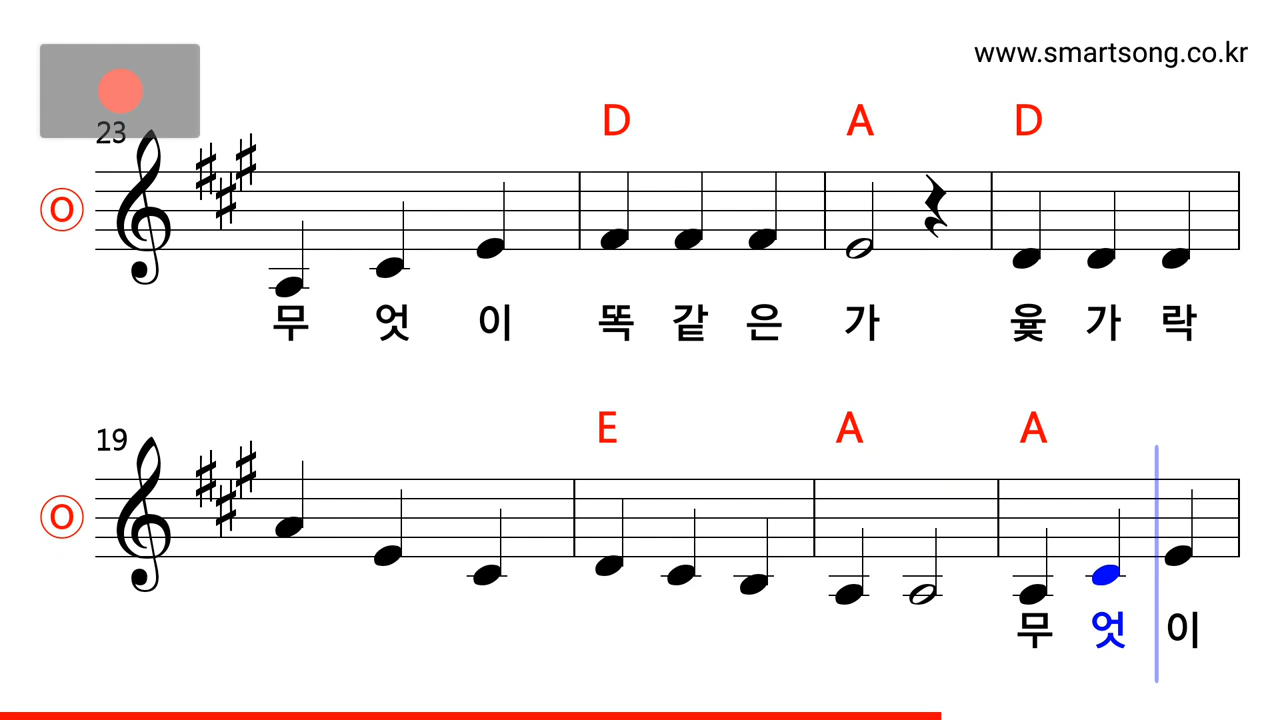 www.smartsong.co.kr
D A D
23
O
무 엇 이 똑 같 은 가 윷 가 락
E A A
19
O
무 엇 이